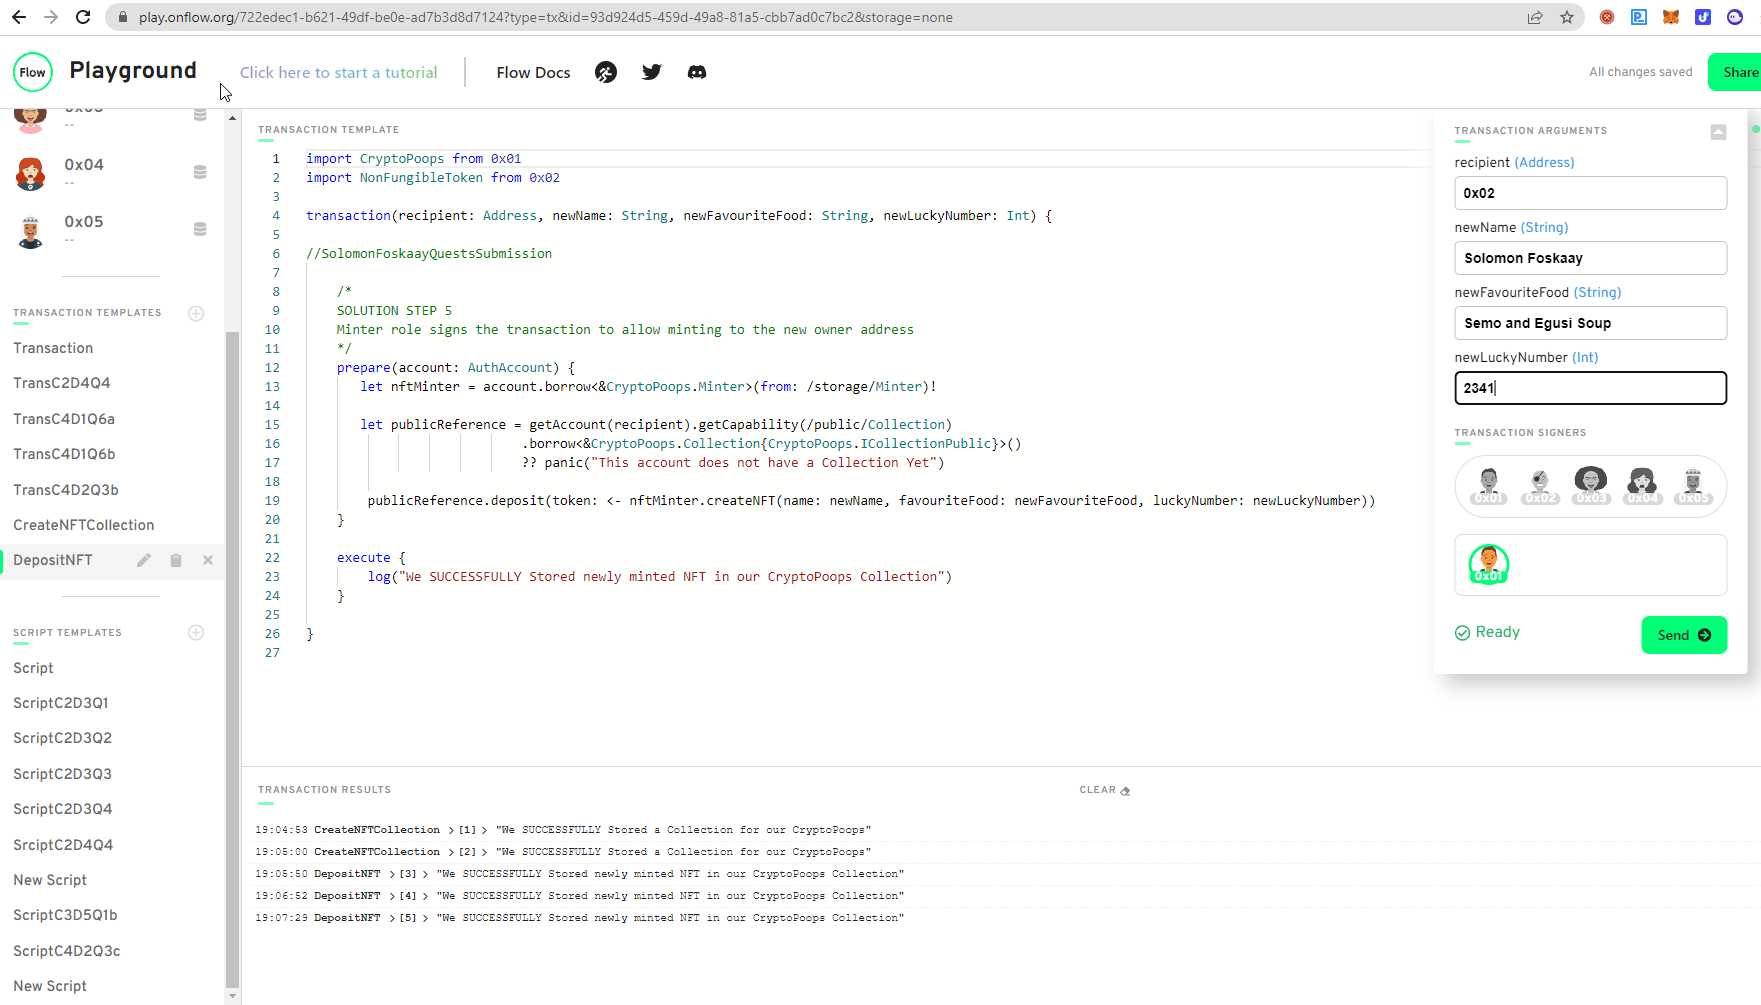 play.onflow.org/722edec1-b621-49df-be0e-ad7b3d8d7124?type=tx&id=93d924d5-459d-49a8-81a5-cbb7ad0c7bc2&storage=none
Flow
Playground
Click here to start a tutorial
Flow Docs
All changes saved
Share
--
0x04
--
0x05
--
TRANSACTION TEMPLATES
Transaction
TransC2D4Q4
TransC4D1Q6a
TransC4D1Q6b
TransC4D2Q3b
CreateNFTCollection
DepositNFT
SCRIPT TEMPLATES
Script
ScriptC2D3Q1
ScriptC2D3Q2
ScriptC2D3Q3
ScriptC2D3Q4
SrciptC2D4Q4
New Script
ScriptC3D5Q1b
ScriptC4D2Q3c
New Script
TRANSACTION TEMPLATE
1 import CryptoPoops from 0x01
2 import NonFungibleToken from 0x02
3
4 transaction(recipient: Address, newName: String, newFavouriteFood: String, newLuckyNumber: Int) {
5
6 //SolomonFoskaayQuestsSubmission
7
8 /*
9 SOLUTION STEP 5
10 Minter role signs the transaction to allow minting to the new owner address
11 */
12 prepare(account: AuthAccount) {
13 let nftMinter = account.borrow<&CryptoPoops.Minter>(from: /storage/Minter)!
14
15 let publicReference = getAccount(recipient).getCapability(/public/Collection)
16 .borrow<&CryptoPoops.Collection{CryptoPoops.ICollectionPublic}>()
17 ?? panic("This account does not have a Collection Yet")
18
19 publicReference.deposit(token: <- nftMinter.createNFT(name: newName, favouriteFood: newFavouriteFood, luckyNumber: newLuckyNumber))
20 }
21
22 execute {
23 log("We SUCCESSFULLY Stored newly minted NFT in our CryptoPoops Collection")
24 }
25
26 }
27
TRANSACTION ARGUMENTS
recipient (Address)
0x02
newName (String)
Solomon Foskaay
newFavouriteFood (String)
Semo and Egusi Soup
newLuckyNumber (Int)
2341
TRANSACTION SIGNERS
0x01 0x02 0x03 0x04 0x05
0x01
Ready
Send
TRANSACTION RESULTS
CLEAR
19:04:53 CreateNFTCollection > [1] > "We SUCCESSFULLY Stored a Collection for our CryptoPoops"
19:05:00 CreateNFTCollection > [2] > "We SUCCESSFULLY Stored a Collection for our CryptoPoops"
19:05:50 DepositNFT > [3] > "We SUCCESSFULLY Stored newly minted NFT in our CryptoPoops Collection"
19:06:52 DepositNFT > [4] > "We SUCCESSFULLY Stored newly minted NFT in our CryptoPoops Collection"
19:07:29 DepositNFT > [5] > "We SUCCESSFULLY Stored newly minted NFT in our CryptoPoops Collection"